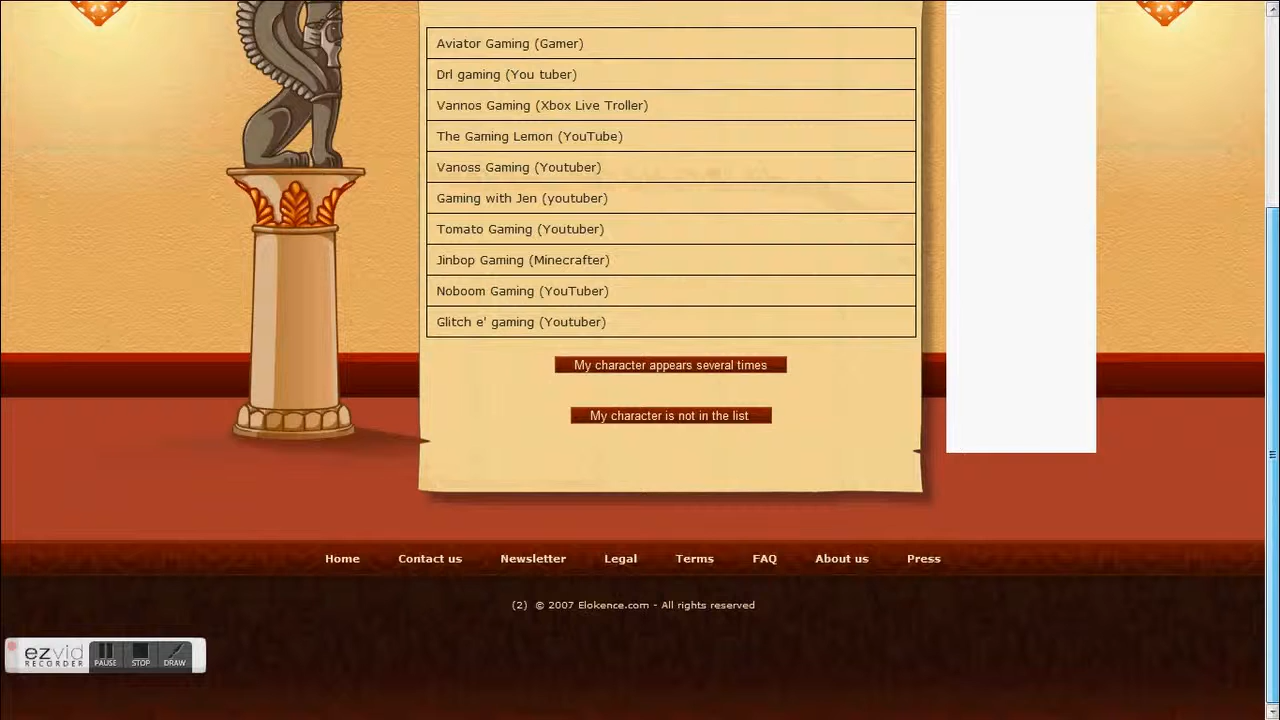 Aviator Gaming (Gamer)
Drl gaming (You tuber)
Vannos Gaming (Xbox Live Troller)
The Gaming Lemon (YouTube)
Vanoss Gaming (Youtuber)
Gaming with Jen (youtuber)
Tomato Gaming (Youtuber)
Jinbop Gaming (Minecrafter)
Noboom Gaming (YouTuber)
Glitch e' gaming (Youtuber)
My character appears several times
My character is not in the list
Home Contact us Newsletter Legal Terms FAQ About us Press
(2) © 2007 Elokence.com - All rights reserved
ezvid
RECORDER
PAUSE STOP DRAW